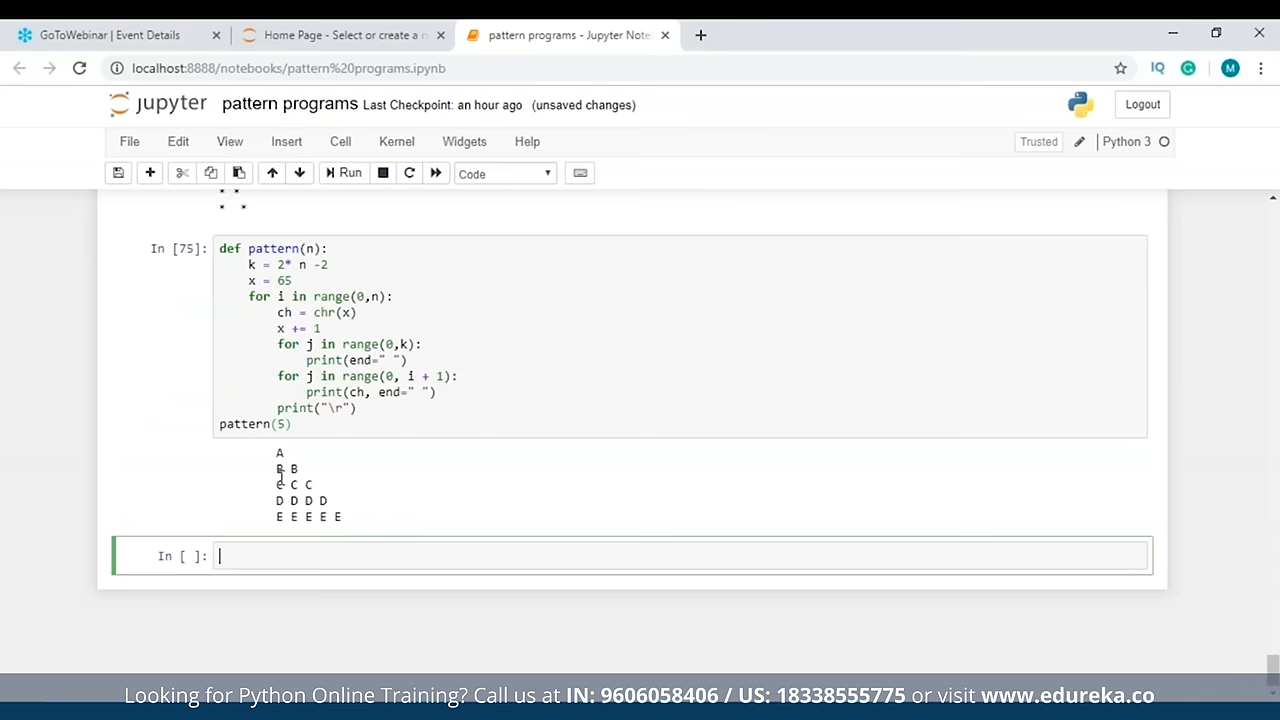 GoToWebinar | Event Details
Home Page - Select or create a n
pattern programs - Jupyter Note
localhost:8888/notebooks/pattern%20programs.ipynb
IQ
G
M
jupyter pattern programs Last Checkpoint: an hour ago (unsaved changes)
Logout
File Edit View Insert Cell Kernel Widgets Help
Trusted
Python 3
Run
Code
* *
* *
In [75]:
def pattern(n):
    k = 2* n -2
    x = 65
    for i in range(0,n):
        ch = chr(x)
        x += 1
        for j in range(0,k):
            print(end=" ")
        for j in range(0, i + 1):
            print(ch, end=" ")
        print("\r")
pattern(5)
A
B B
C C C
D D D D
E E E E E
In [ ]:
Looking for Python Online Training? Call us at IN: 9606058406 / US: 18338555775 or visit www.edureka.co